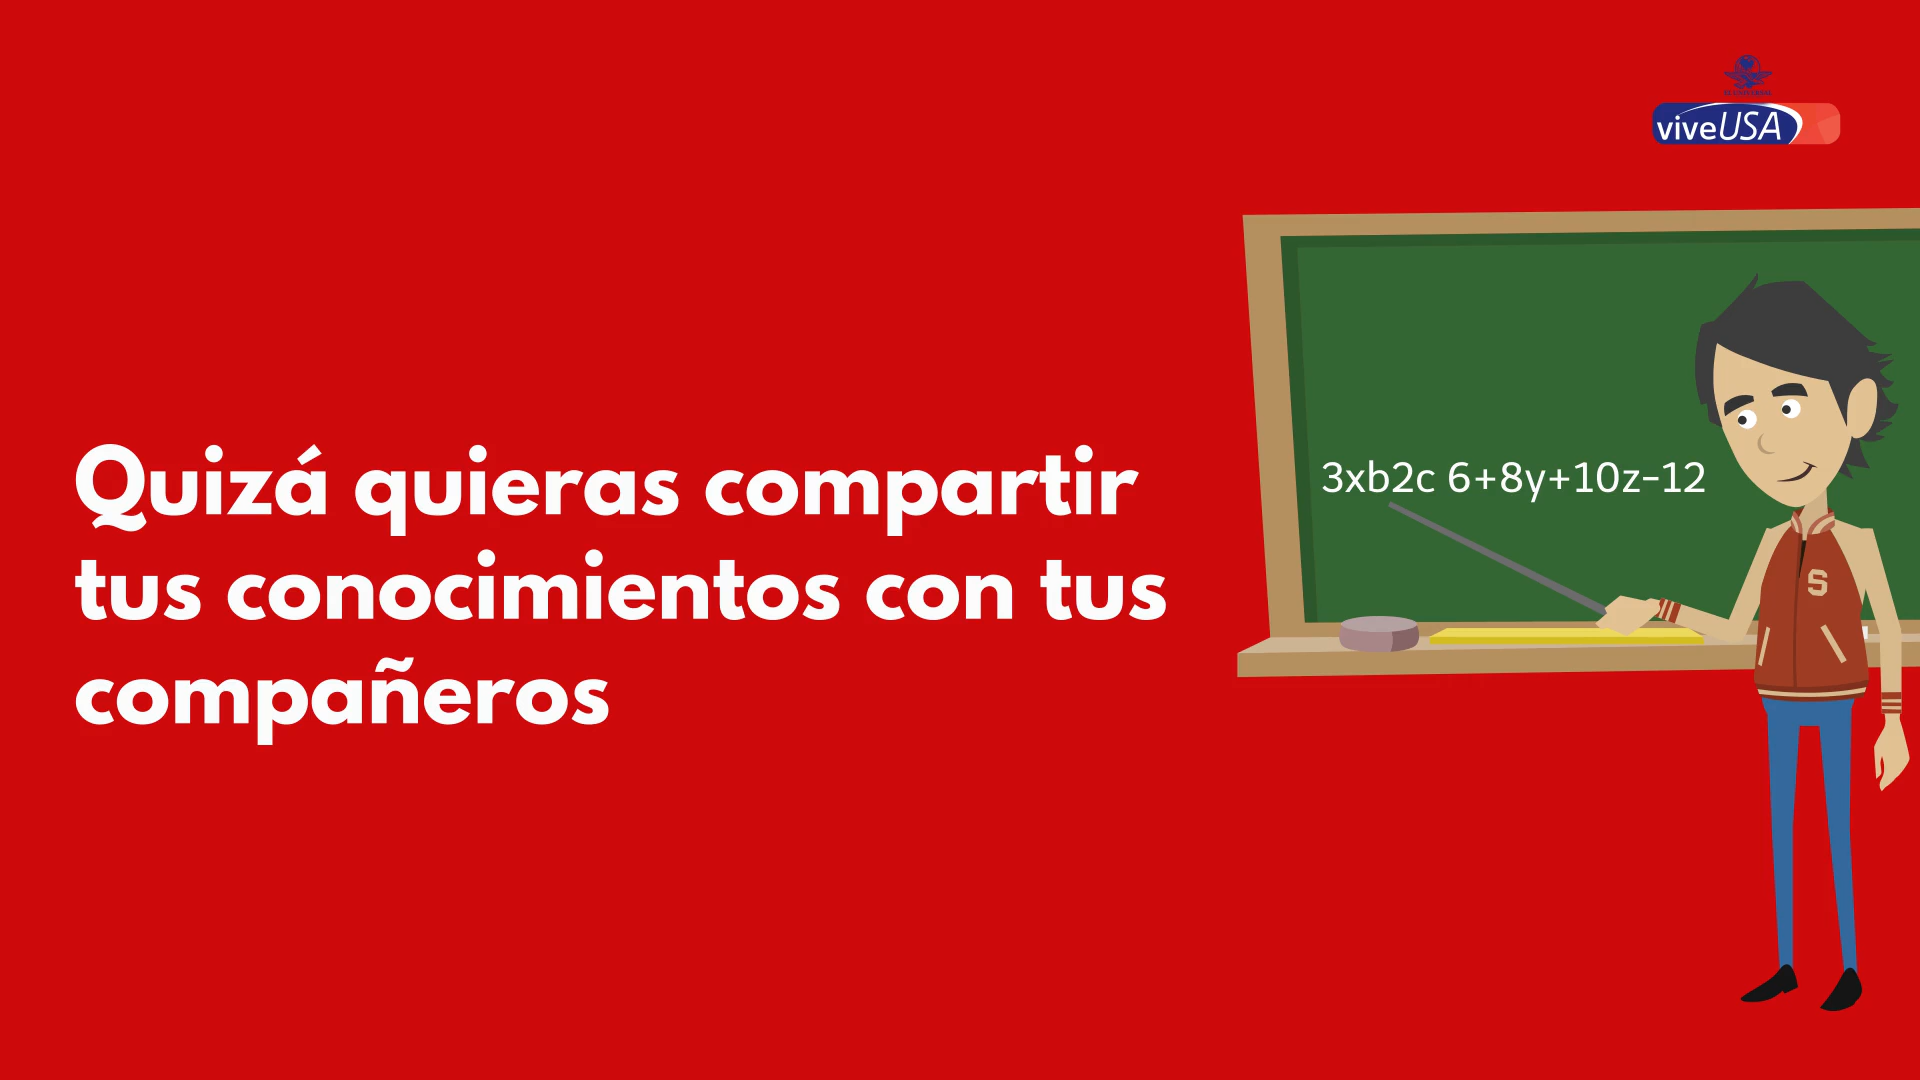 viveUSA
3xb2c 6+8y+10z-12
S
Quizá quieras compartir
tus conocimientos con tus
compañeros